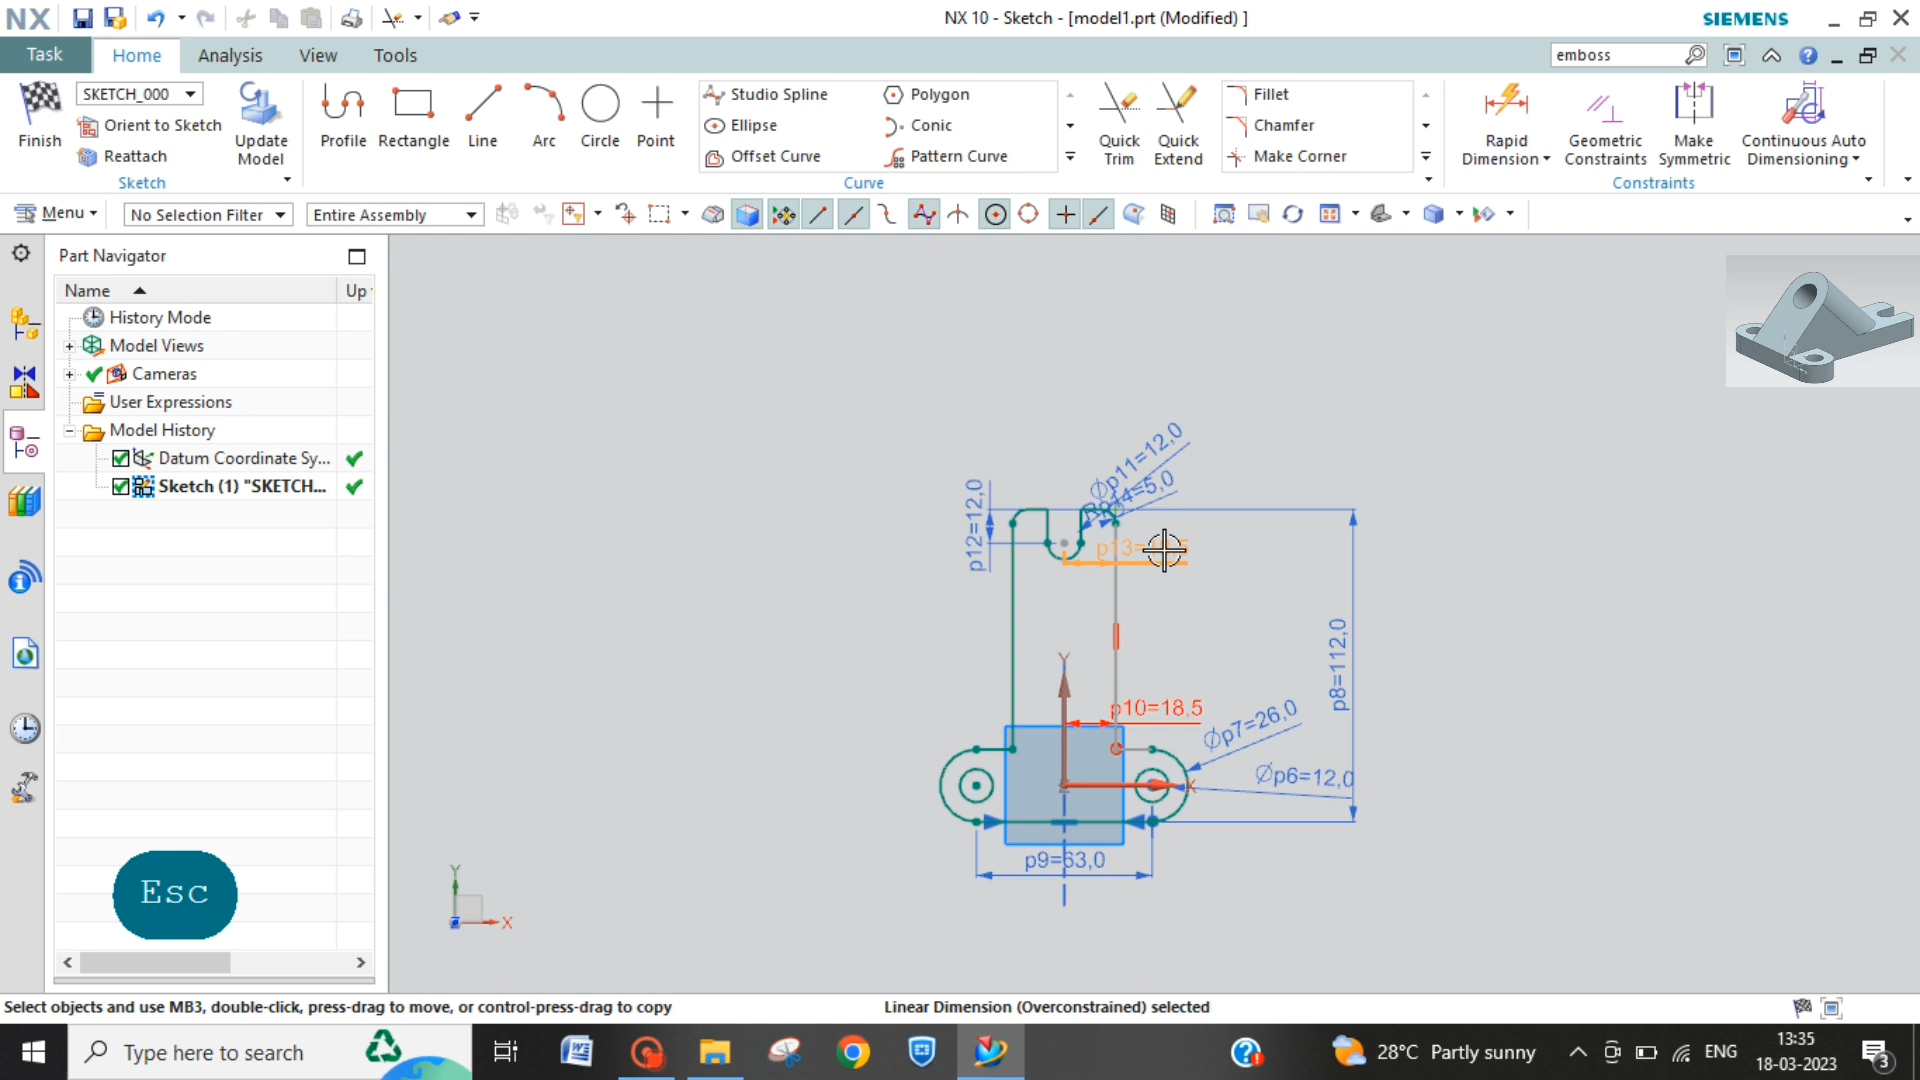 NX
NX 10 - Sketch - [model1.prt (Modified) ]
SIEMENS
Task
Home
Analysis
View
Tools
emboss
Finish
SKETCH_000
Orient to Sketch
Reattach
Update Model
Sketch
Profile
Rectangle
Line
Arc
Circle
Point
Studio Spline
Ellipse
Offset Curve
Polygon
Conic
Pattern Curve
Quick Trim
Quick Extend
Fillet
Chamfer
Make Corner
Curve
Rapid Dimension
Geometric Constraints
Make Symmetric
Continuous Auto Dimensioning
Constraints
Menu
No Selection Filter
Entire Assembly
Part Navigator
Name
Up
History Mode
Model Views
Cameras
User Expressions
Model History
Datum Coordinate Sy...
Sketch (1) "SKETCH...
Esc
Y
X
Øp11=12,0
p12=12,0
p10=18,5
p8=112,0
Øp7=26,0
Øp6=12,0
p9=63,0
Y
X
Select objects and use MB3, double-click, press-drag to move, or control-press-drag to copy
Linear Dimension (Overconstrained) selected
Type here to search
28°C Partly sunny
ENG
13:35
18-03-2023
3